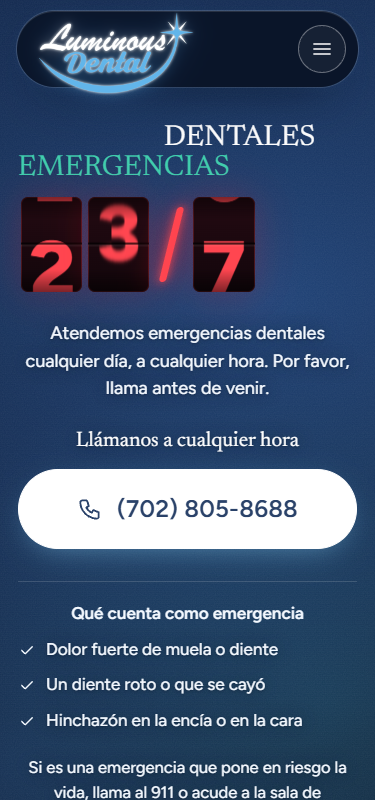 Luminous
Dental
DENTALES
EMERGENCIAS
23/7
Atendemos emergencias dentales
cualquier día, a cualquier hora. Por favor,
llama antes de venir.
Llámanos a cualquier hora
(702) 805-8688
Qué cuenta como emergencia
Dolor fuerte de muela o diente
Un diente roto o que se cayó
Hinchazón en la encía o en la cara
Si es una emergencia que pone en riesgo la
vida, llama al 911 o acude a la sala de